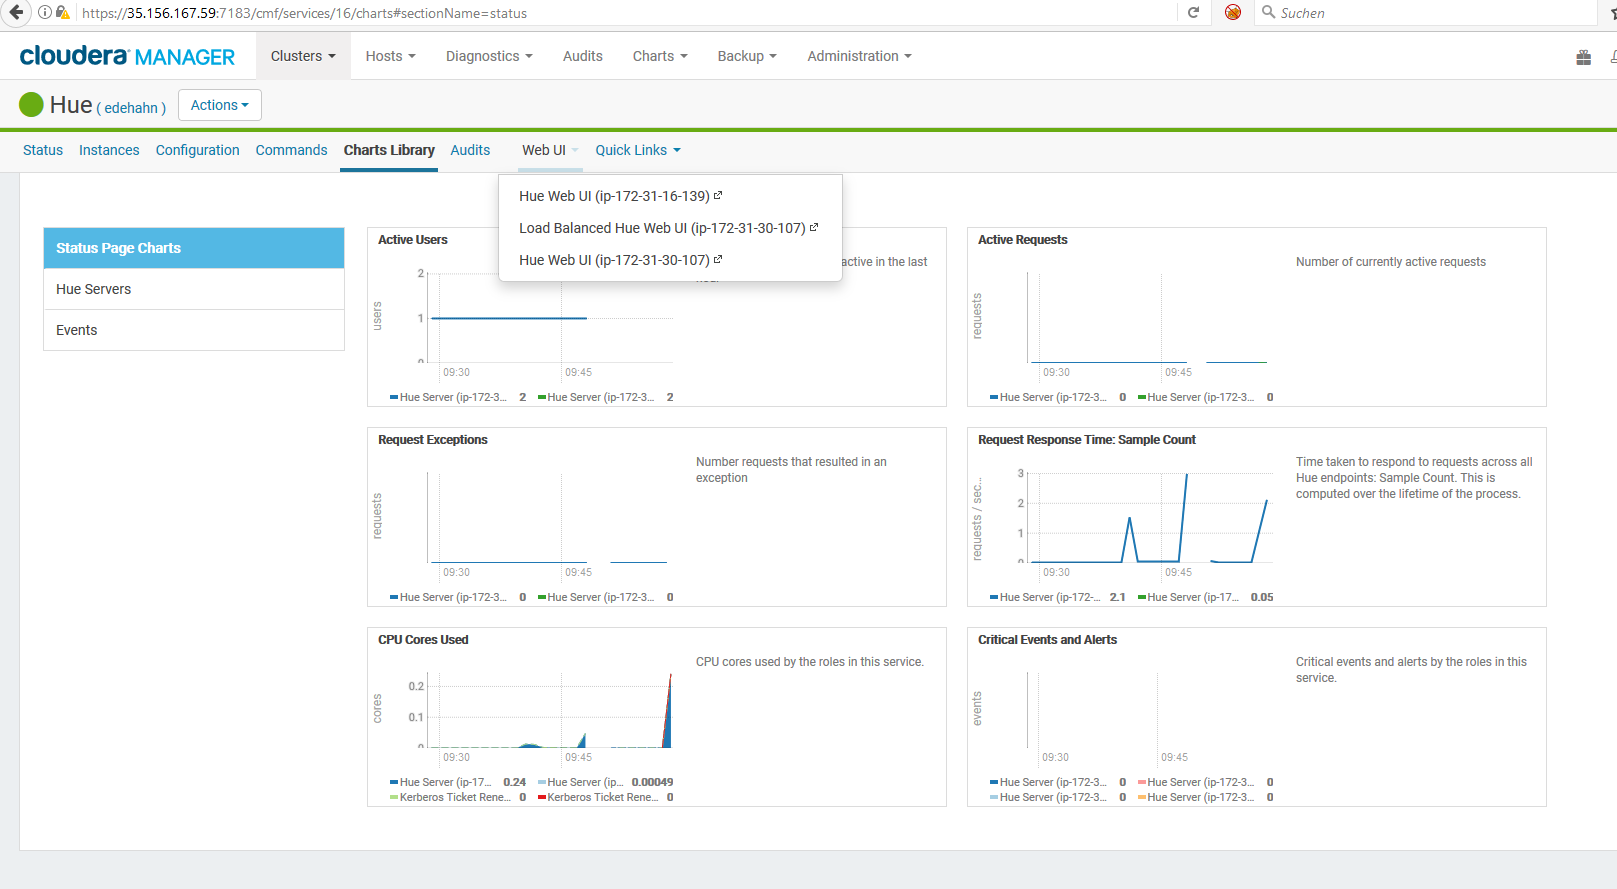 https://35.156.167.59:7183/cmf/services/16/charts#sectionName=status
Suchen
cloudera MANAGER
Clusters
Hosts
Diagnostics
Audits
Charts
Backup
Administration
Hue ( edehahn )
Actions
Status
Instances
Configuration
Commands
Charts Library
Audits
Web UI
Quick Links
Hue Web UI (ip-172-31-16-139)
Load Balanced Hue Web UI (ip-172-31-30-107)
Hue Web UI (ip-172-31-30-107)
Status Page Charts
Hue Servers
Events
Active Users
active in the last
users
2
1
0
09:30
09:45
Hue Server (ip-172-3... 2
Hue Server (ip-172-3... 2
Active Requests
Number of currently active requests
requests
09:30
09:45
Hue Server (ip-172-3... 0
Hue Server (ip-172-3... 0
Request Exceptions
Number requests that resulted in an
exception
requests
09:30
09:45
Hue Server (ip-172-3... 0
Hue Server (ip-172-3... 0
Request Response Time: Sample Count
Time taken to respond to requests across all
Hue endpoints: Sample Count. This is
computed over the lifetime of the process.
requests / sec...
3
2
1
0
09:30
09:45
Hue Server (ip-172-... 2.1
Hue Server (ip-17... 0.05
CPU Cores Used
CPU cores used by the roles in this service.
cores
0.2
0.1
0
09:30
09:45
Hue Server (ip-17... 0.24
Hue Server (ip... 0.00049
Kerberos Ticket Rene... 0
Kerberos Ticket Rene... 0
Critical Events and Alerts
Critical events and alerts by the roles in this
service.
events
09:30
09:45
Hue Server (ip-172-3... 0
Hue Server (ip-172-3... 0
Hue Server (ip-172-3... 0
Hue Server (ip-172-3... 0